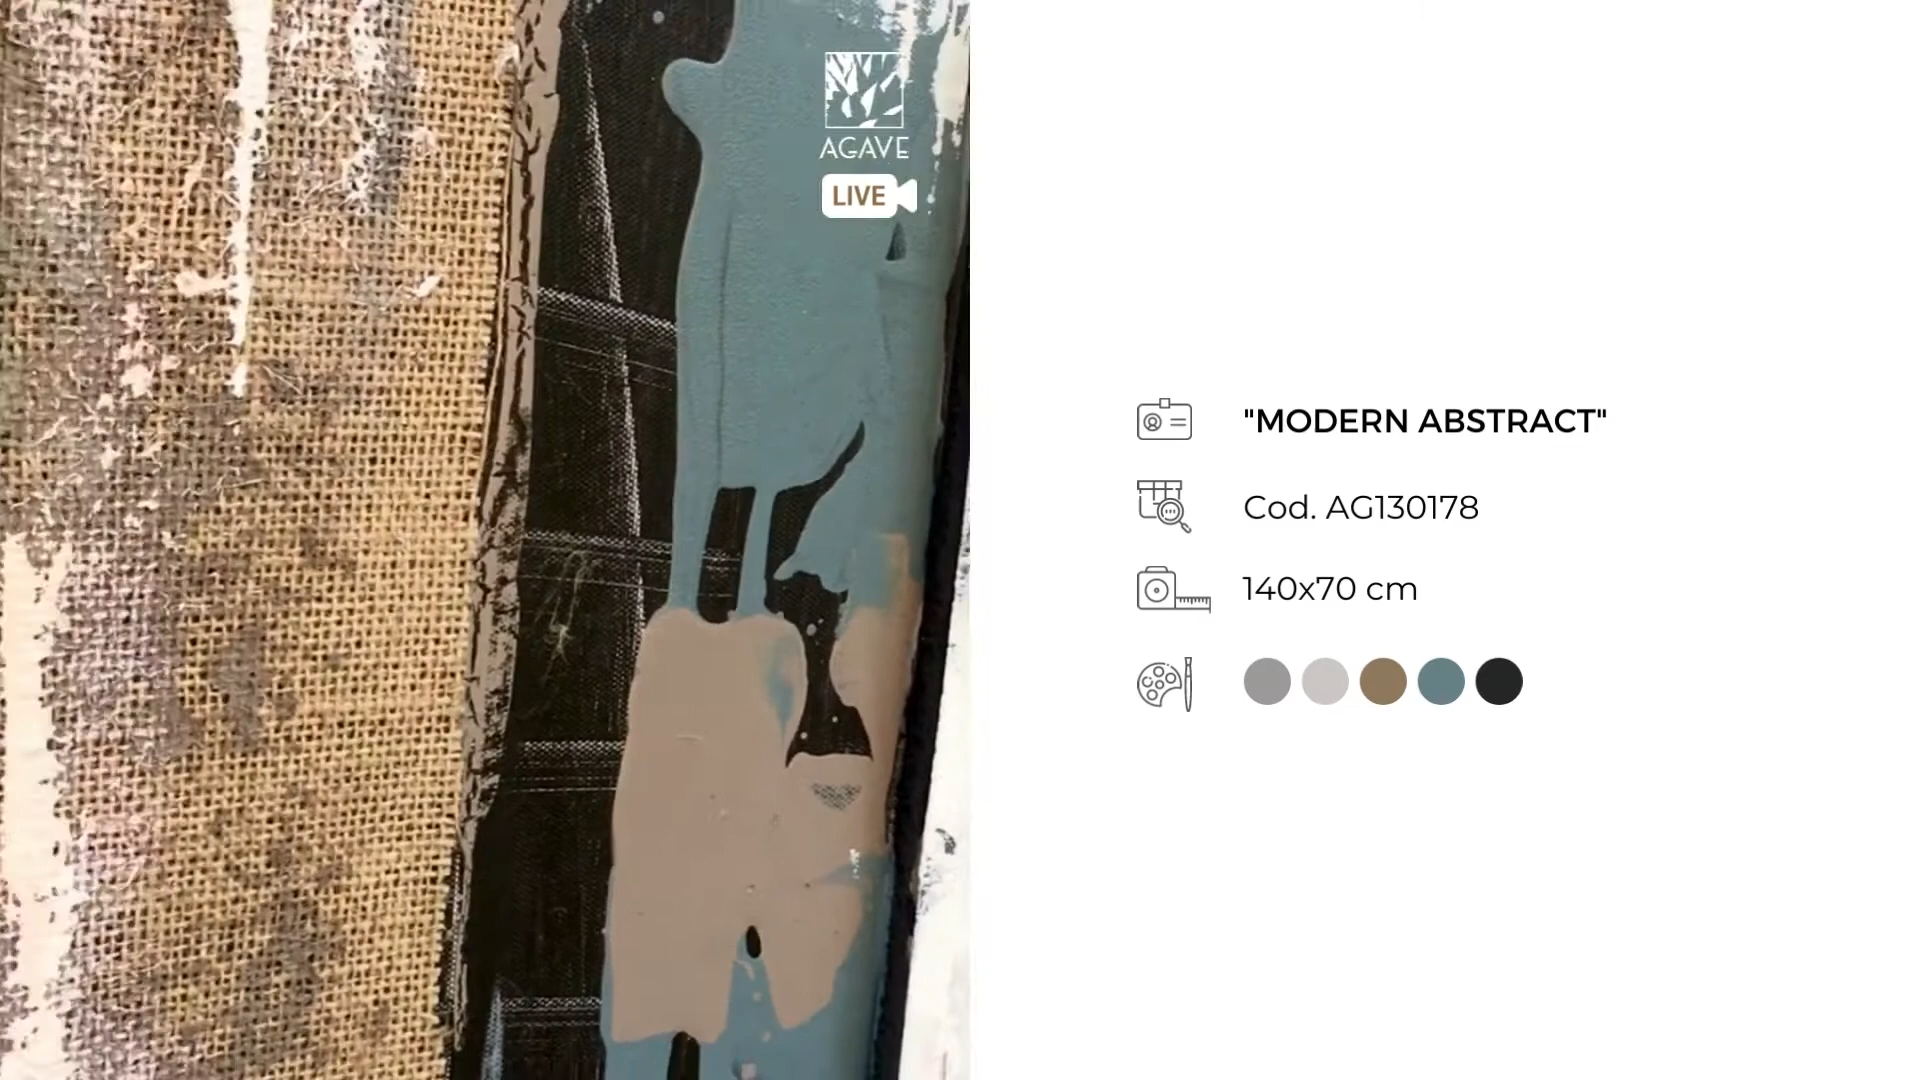 AGAVE
LIVE
"MODERN ABSTRACT"
Cod. AG130178
140x70 cm